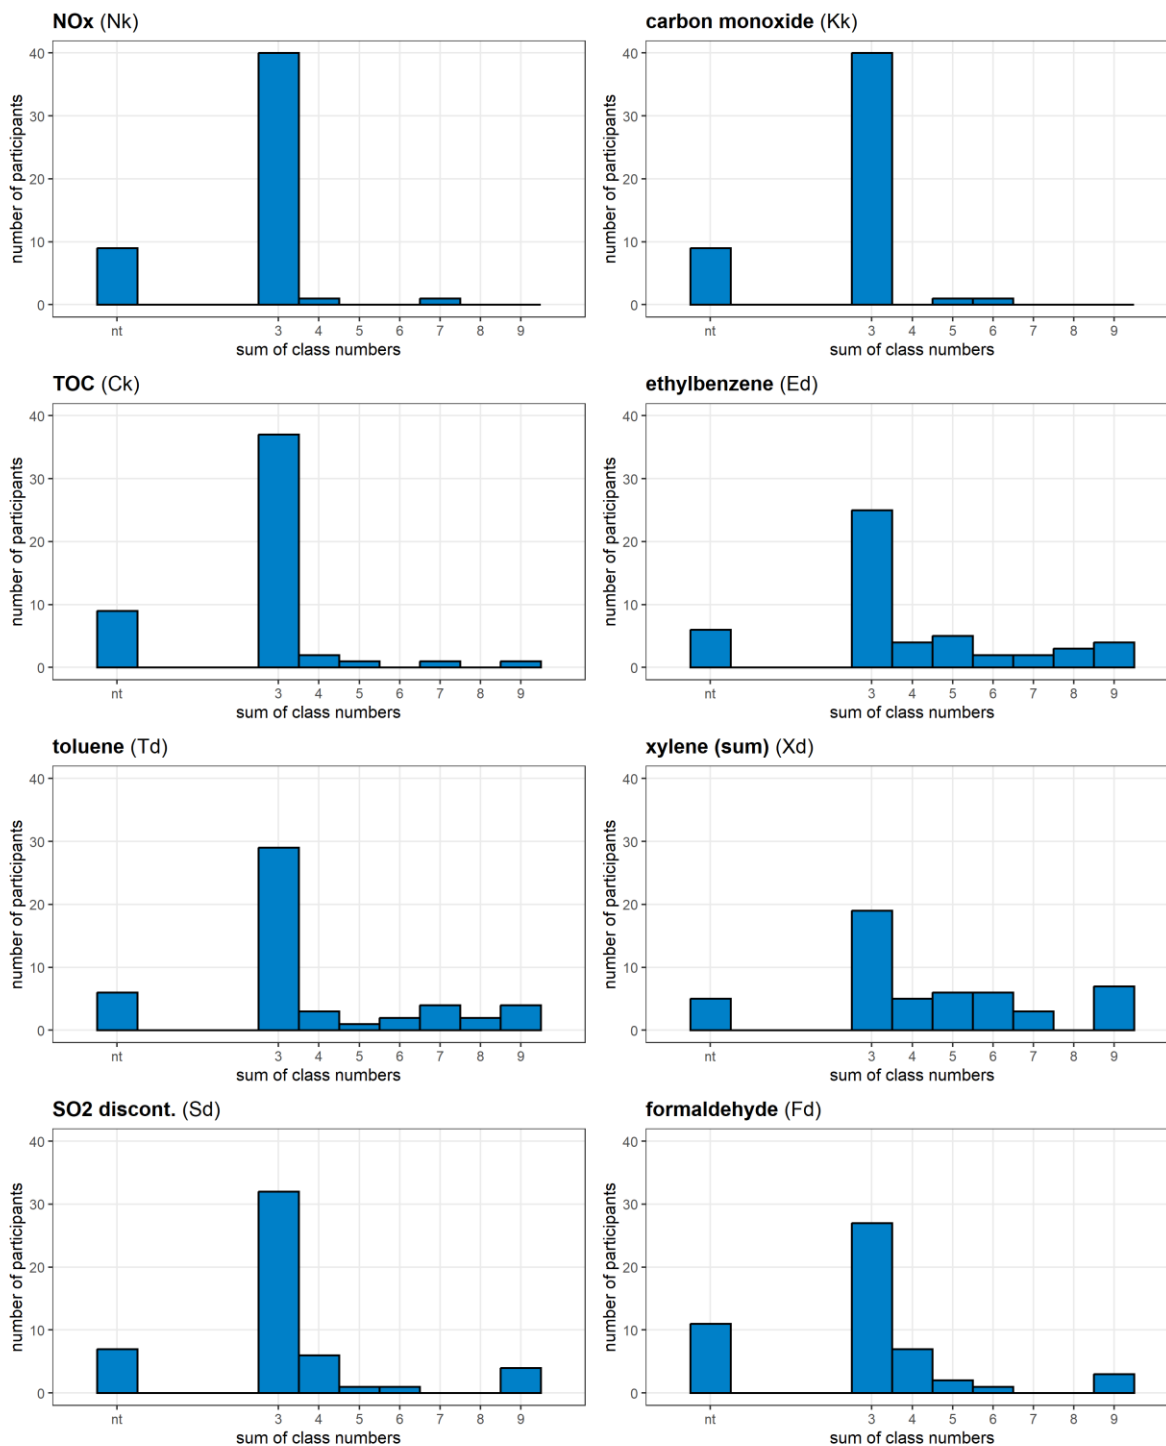 NOx (Nk)
number of participants
40
30
20
10
0
nt 3 4 5 6 7 8 9
sum of class numbers
carbon monoxide (Kk)
number of participants
40
30
20
10
0
nt 3 4 5 6 7 8 9
sum of class numbers
TOC (Ck)
number of participants
40
30
20
10
0
nt 3 4 5 6 7 8 9
sum of class numbers
ethylbenzene (Ed)
number of participants
40
30
20
10
0
nt 3 4 5 6 7 8 9
sum of class numbers
toluene (Td)
number of participants
40
30
20
10
0
nt 3 4 5 6 7 8 9
sum of class numbers
xylene (sum) (Xd)
number of participants
40
30
20
10
0
nt 3 4 5 6 7 8 9
sum of class numbers
SO2 discont. (Sd)
number of participants
40
30
20
10
0
nt 3 4 5 6 7 8 9
sum of class numbers
formaldehyde (Fd)
number of participants
40
30
20
10
0
nt 3 4 5 6 7 8 9
sum of class numbers